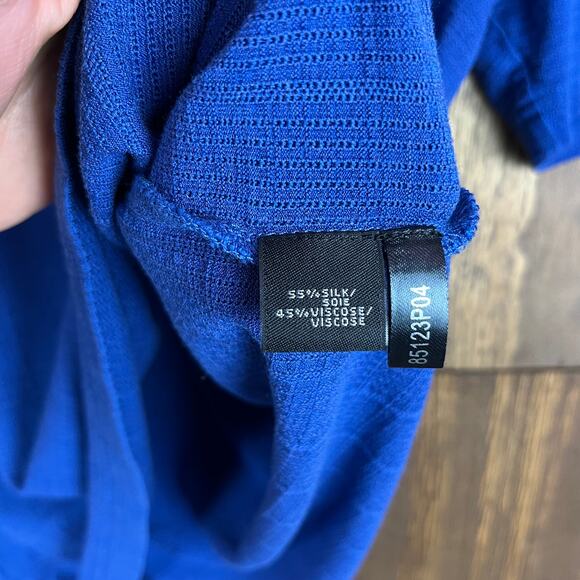 55%SILK/
SOIE
45%VISCOSE/
VISCOSE
85123P04